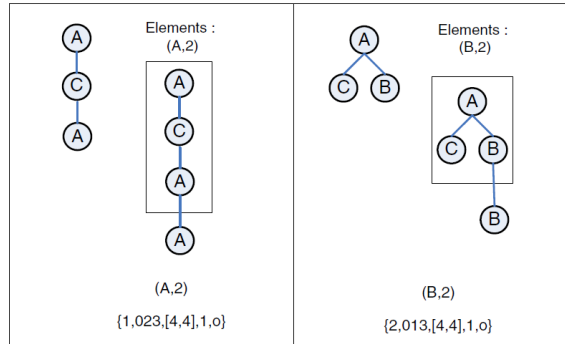 A
C
A
Elements :
(A,2)
A
C
A
A
(A,2)
{1,023,[4,4],1,o}
A
C B
Elements :
(B,2)
A
C B
B
(B,2)
{2,013,[4,4],1,o}